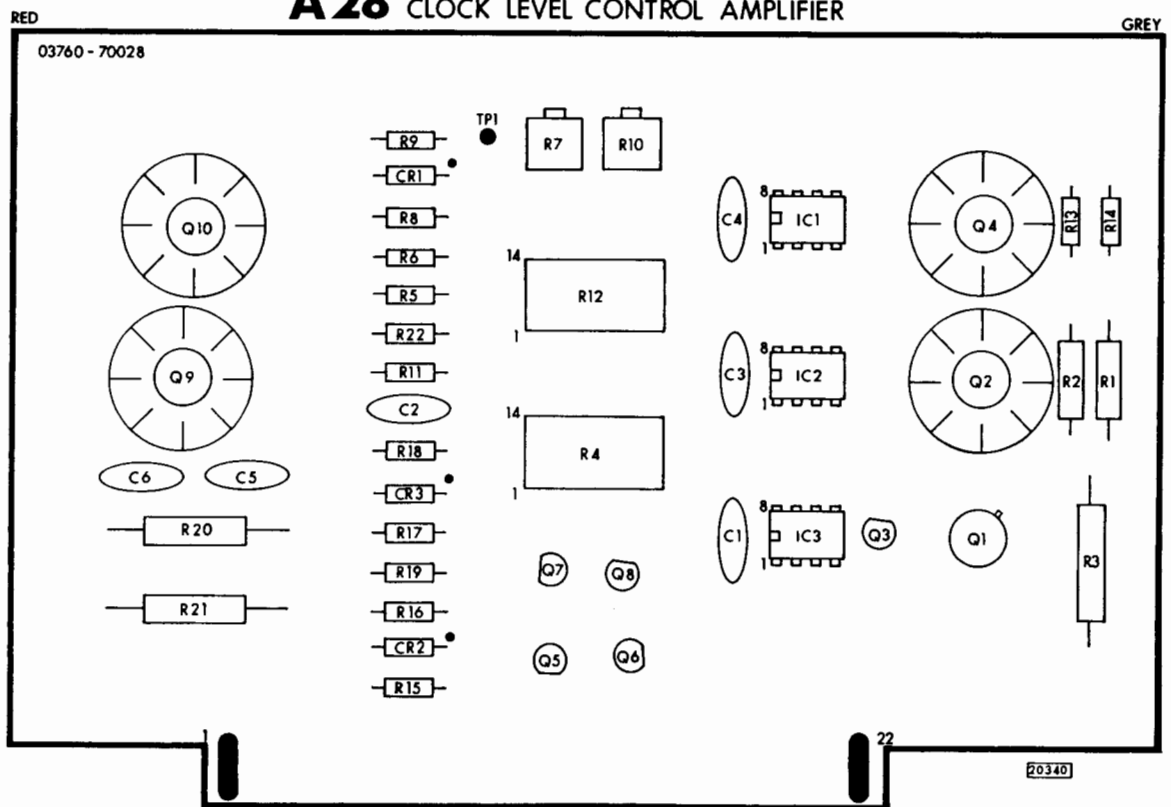 A28 CLOCK LEVEL CONTROL AMPLIFIER
RED
GREY
03760-70028
TP1
R9
R7
R10
CR1
C4
8
IC1
1
Q10
Q4
R13
R14
R8
R6
14
R12
1
R5
R22
C3
8
IC2
1
Q9
Q2
R2
R1
R11
C2
14
R4
1
R18
C6
C5
CR3
C1
8
IC3
1
Q3
Q1
R3
R20
R17
Q7
Q8
R19
R21
R16
CR2
Q5
Q6
R15
1
22
20340